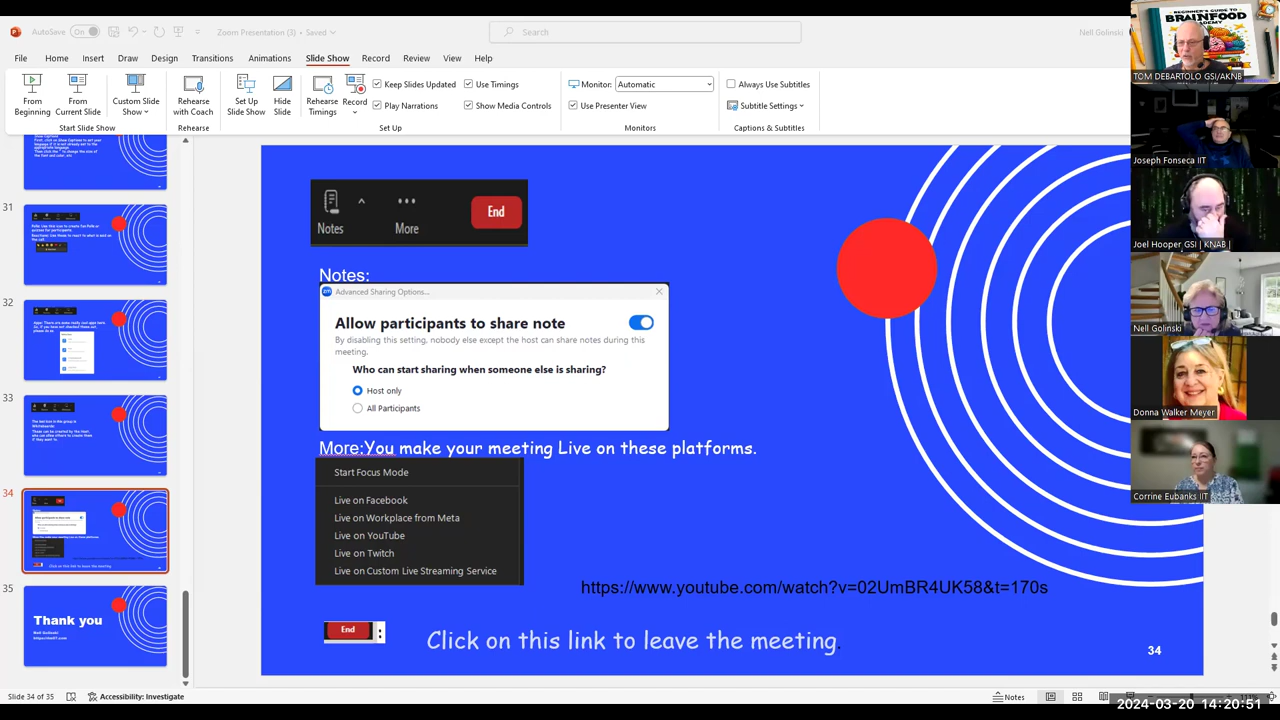 AutoSave
On
Zoom Presentation (3) • Saved
Search
Nell Golinski
File Home Insert Draw Design Transitions Animations Slide Show Record Review View Help
From Beginning
From Current Slide
Custom Slide Show
Rehearse with Coach
Set Up Slide Show
Hide Slide
Rehearse Timings
Record
Keep Slides Updated
Use Timings
Play Narrations
Show Media Controls
Monitor: Automatic
Use Presenter View
Always Use Subtitles
Subtitle Settings
Start Slide Show
Rehearse
Set Up
Monitors
Captions & Subtitles
31
32
33
34
35
Thank you
Nell Golinski
Notes
More
End
Notes:
Advanced Sharing Options...
Allow participants to share note
By disabling this setting, nobody else except the host can share notes during this
meeting.
Who can start sharing when someone else is sharing?
Host only
All Participants
More:You make your meeting Live on these platforms.
Start Focus Mode
Live on Facebook
Live on Workplace from Meta
Live on YouTube
Live on Twitch
Live on Custom Live Streaming Service
https://www.youtube.com/watch?v=02UmBR4UK58&t=170s
End
Click on this link to leave the meeting.
34
BEGINNER'S GUIDE TO
BRAINFOOD
ACADEMY
TOM DEBARTOLO GSI/AKNB
Joseph Fonseca IIT
Joel Hooper GSI | KNAB |
Nell Golinski
Donna Walker Meyer
Corrine Eubanks IIT
Slide 34 of 35
Accessibility: Investigate
Notes
2024-03-20 14:20:51